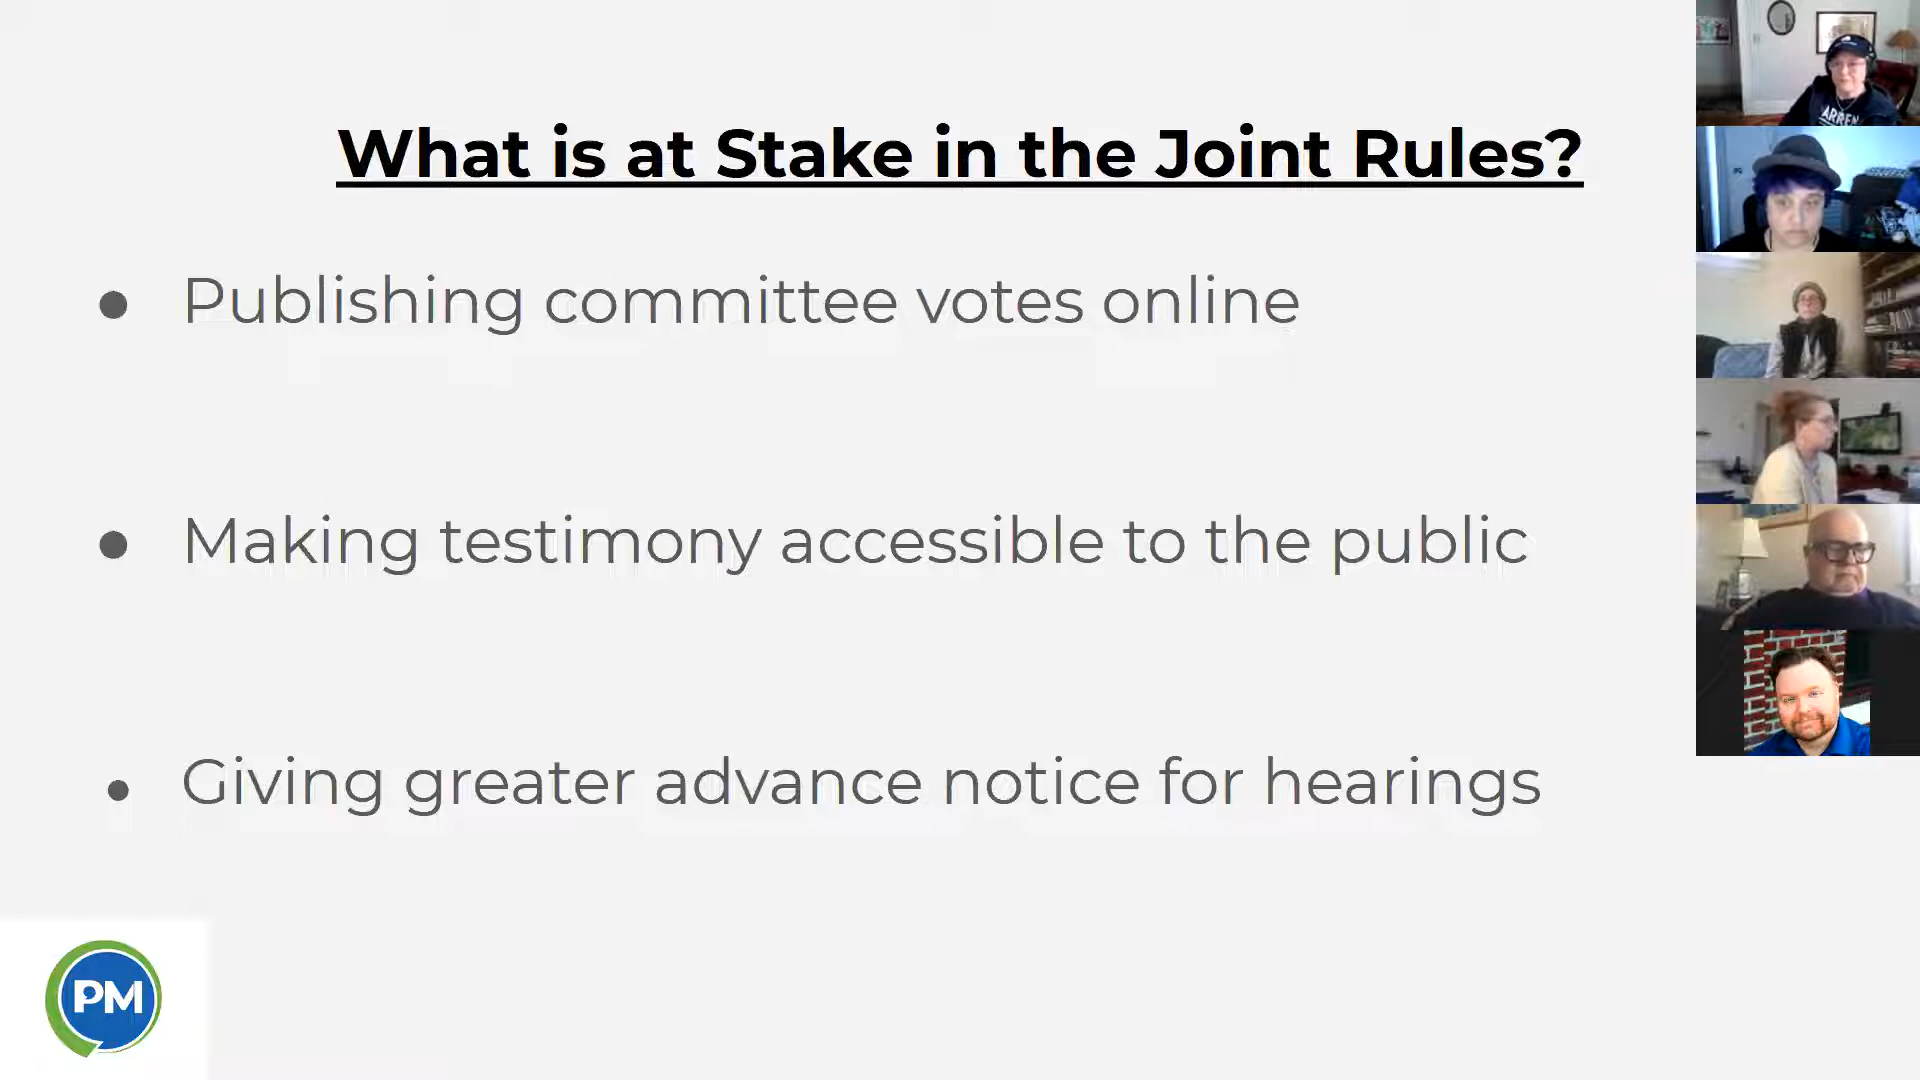 What is at Stake in the Joint Rules?
● Publishing committee votes online
● Making testimony accessible to the public
● Giving greater advance notice for hearings
PM
ARREN